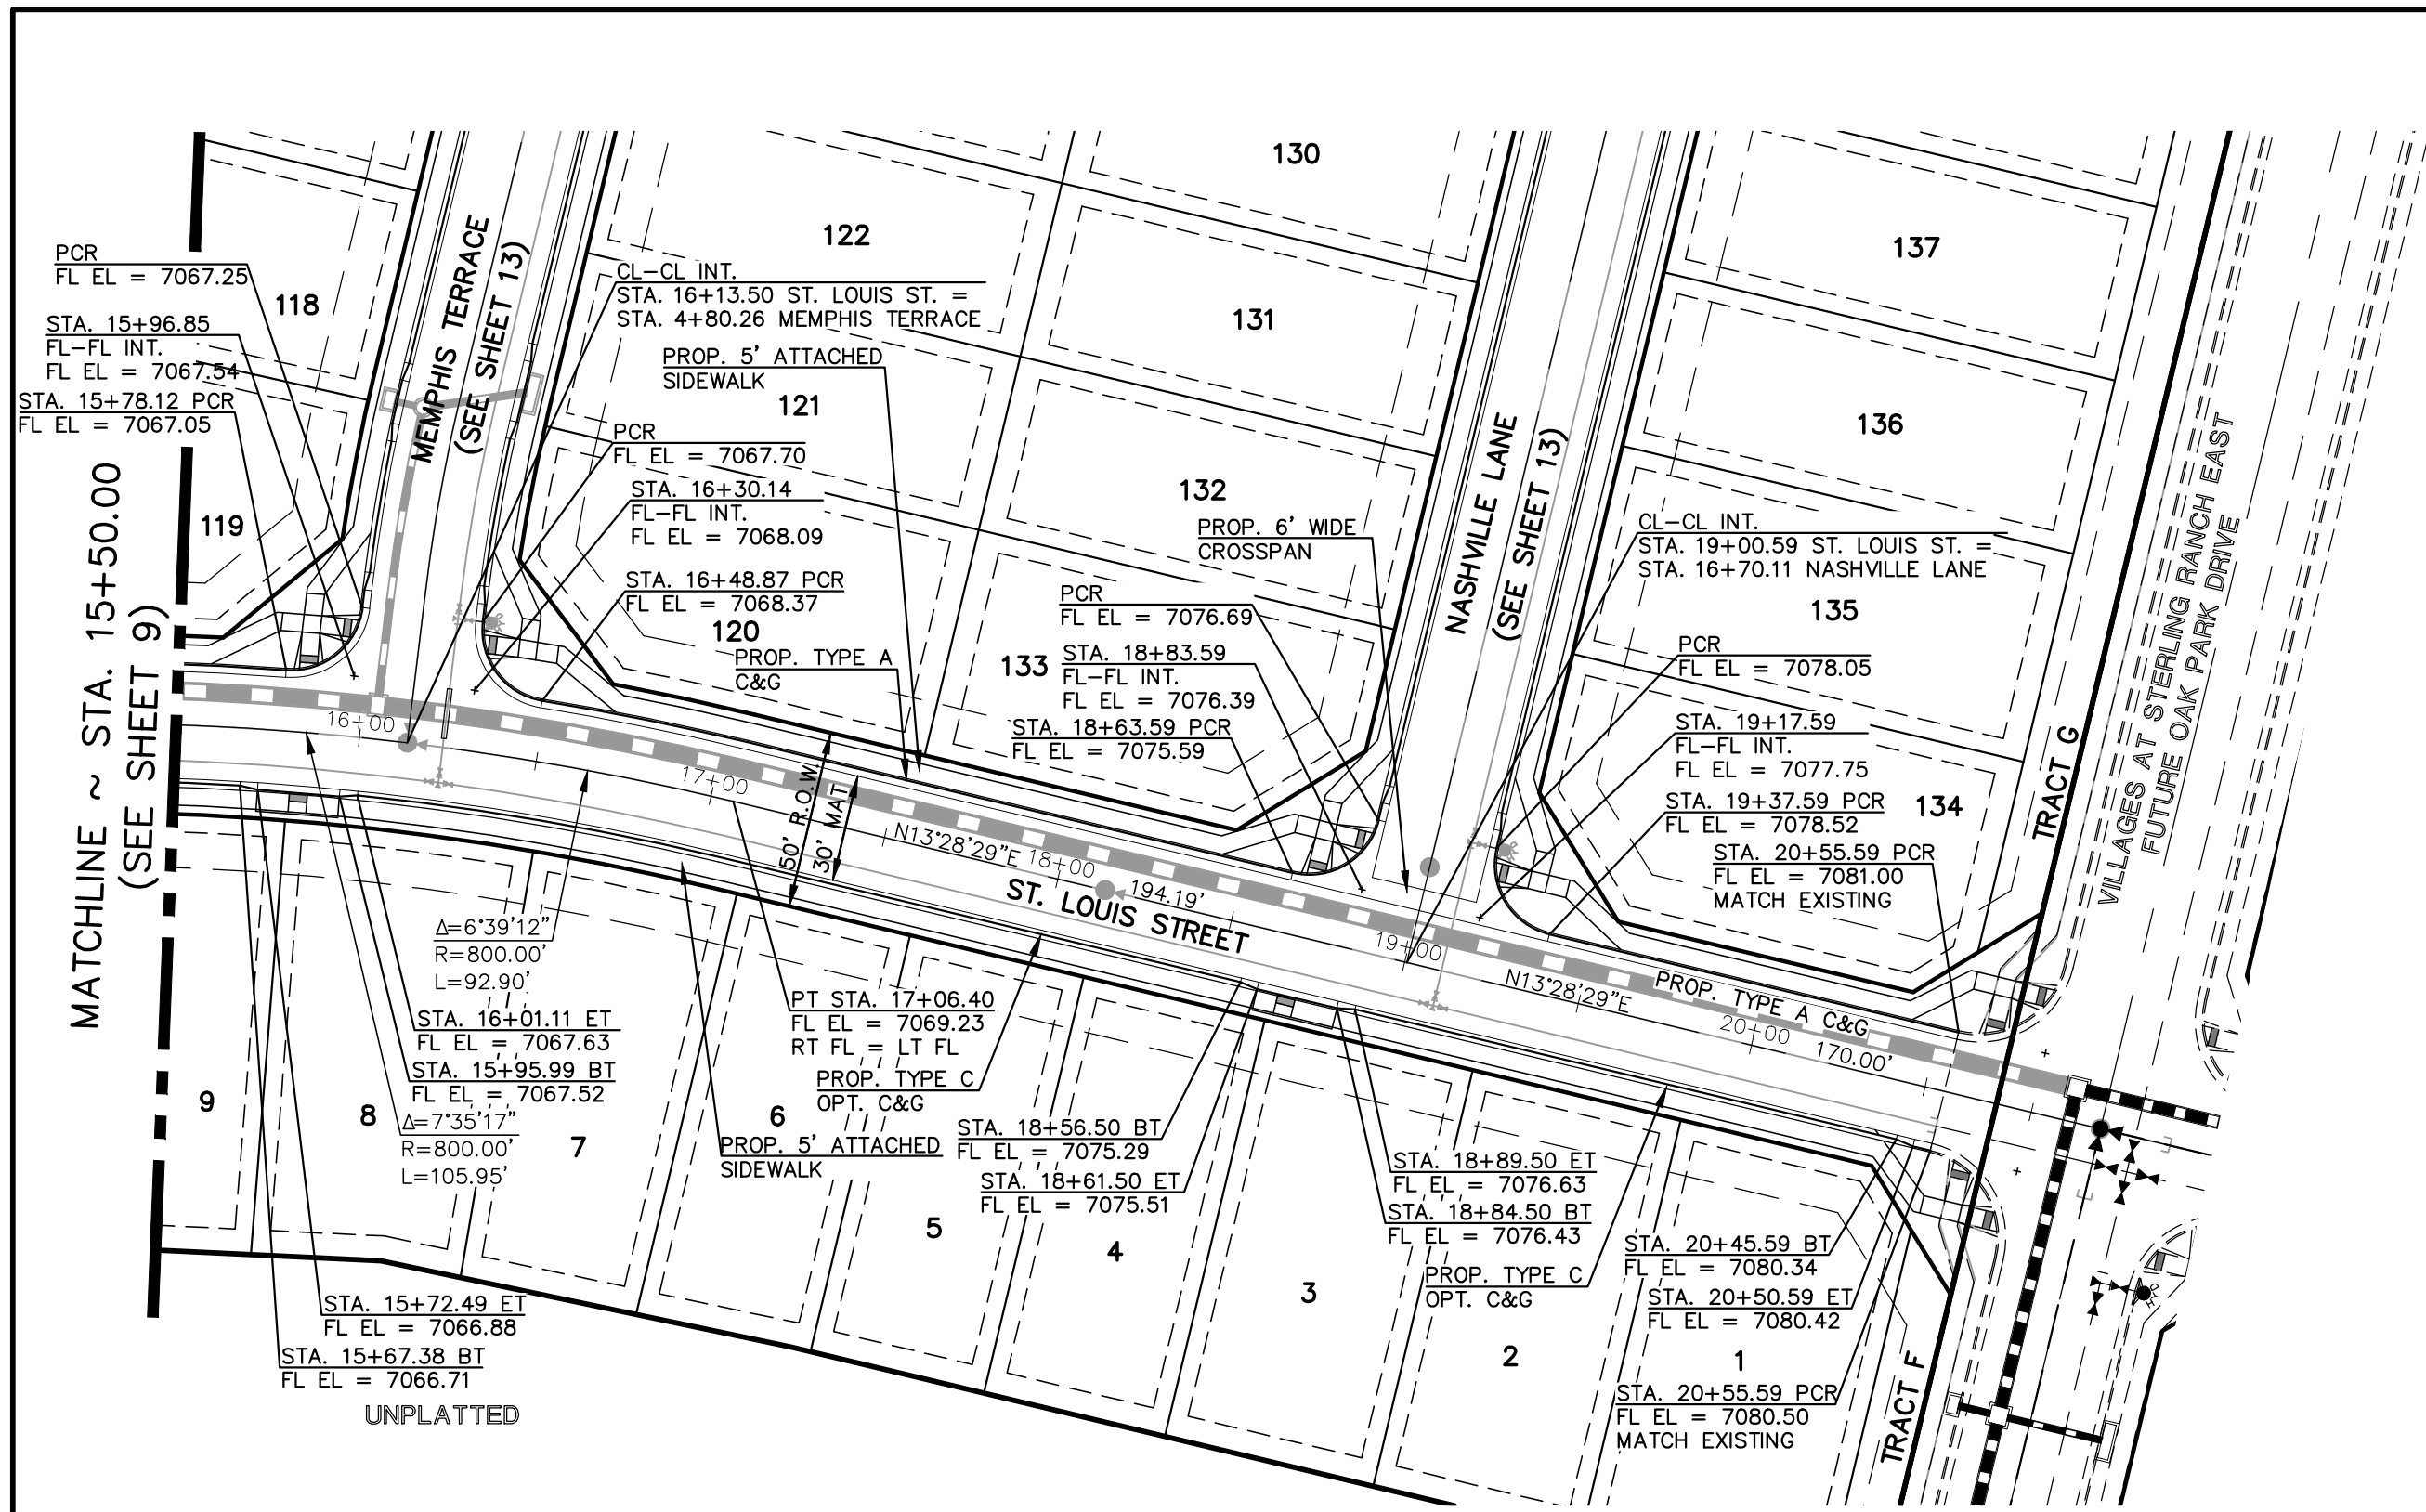 130
122
137
PCR
FL EL = 7067.25
118
MEMPHIS TERRACE
(SEE SHEET 13)
CL-CL INT.
STA. 16+13.50 ST. LOUIS ST. =
STA. 4+80.26 MEMPHIS TERRACE
131
STA. 15+96.85
FL-FL INT.
FL EL = 7067.54
PROP. 5' ATTACHED
SIDEWALK
STA. 15+78.12 PCR
FL EL = 7067.05
121
136
PCR
FL EL = 7067.70
NASHVILLE LANE
(SEE SHEET 13)
VILLAGES AT STERLING RANCH EAST
FUTURE OAK PARK DRIVE
MATCHLINE ~ STA. 15+50.00
(SEE SHEET 9)
119
STA. 16+30.14
FL-FL INT.
FL EL = 7068.09
132
PROP. 6' WIDE
CROSSPAN
CL-CL INT.
STA. 19+00.59 ST. LOUIS ST. =
STA. 16+70.11 NASHVILLE LANE
STA. 16+48.87 PCR
FL EL = 7068.37
PCR
FL EL = 7076.69
135
120
PROP. TYPE A
C&G
133
STA. 18+83.59
FL-FL INT.
FL EL = 7076.39
PCR
FL EL = 7078.05
STA. 18+63.59 PCR
FL EL = 7075.59
STA. 19+17.59
FL-FL INT.
FL EL = 7077.75
TRACT G
16+00
17+00
50' R.O.W.
30' MAT
STA. 19+37.59 PCR
FL EL = 7078.52
134
N13°28'29"E
18+00
194.19'
ST. LOUIS STREET
STA. 20+55.59 PCR
FL EL = 7081.00
MATCH EXISTING
19+00
N13°28'29"E
PROP. TYPE A C&G
20+00
170.00'
Δ=6°39'12"
R=800.00'
L=92.90'
PT STA. 17+06.40
FL EL = 7069.23
RT FL = LT FL
STA. 16+01.11 ET
FL EL = 7067.63
STA. 15+95.99 BT
FL EL = 7067.52
PROP. TYPE C
OPT. C&G
9
8
Δ=7°35'17"
R=800.00'
L=105.95'
7
6
PROP. 5' ATTACHED
SIDEWALK
STA. 18+56.50 BT
FL EL = 7075.29
STA. 18+61.50 ET
FL EL = 7075.51
STA. 18+89.50 ET
FL EL = 7076.63
STA. 18+84.50 BT
FL EL = 7076.43
5
4
3
PROP. TYPE C
OPT. C&G
STA. 20+45.59 BT
FL EL = 7080.34
STA. 20+50.59 ET
FL EL = 7080.42
STA. 15+72.49 ET
FL EL = 7066.88
STA. 15+67.38 BT
FL EL = 7066.71
2
1
STA. 20+55.59 PCR
FL EL = 7080.50
MATCH EXISTING
TRACT F
UNPLATTED